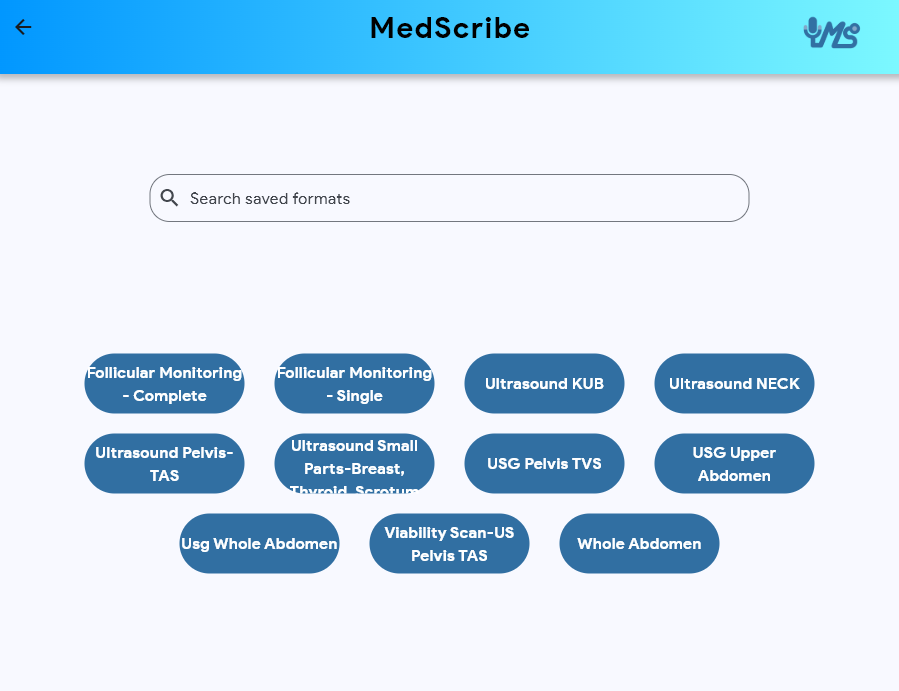 MedScribe
MS
Search saved formats
Follicular Monitoring
- Complete
Follicular Monitoring
- Single
Ultrasound KUB
Ultrasound NECK
Ultrasound Pelvis-
TAS
Ultrasound Small
Parts-Breast,
Thyroid, Scrotum
USG Pelvis TVS
USG Upper
Abdomen
Usg Whole Abdomen
Viability Scan-US
Pelvis TAS
Whole Abdomen